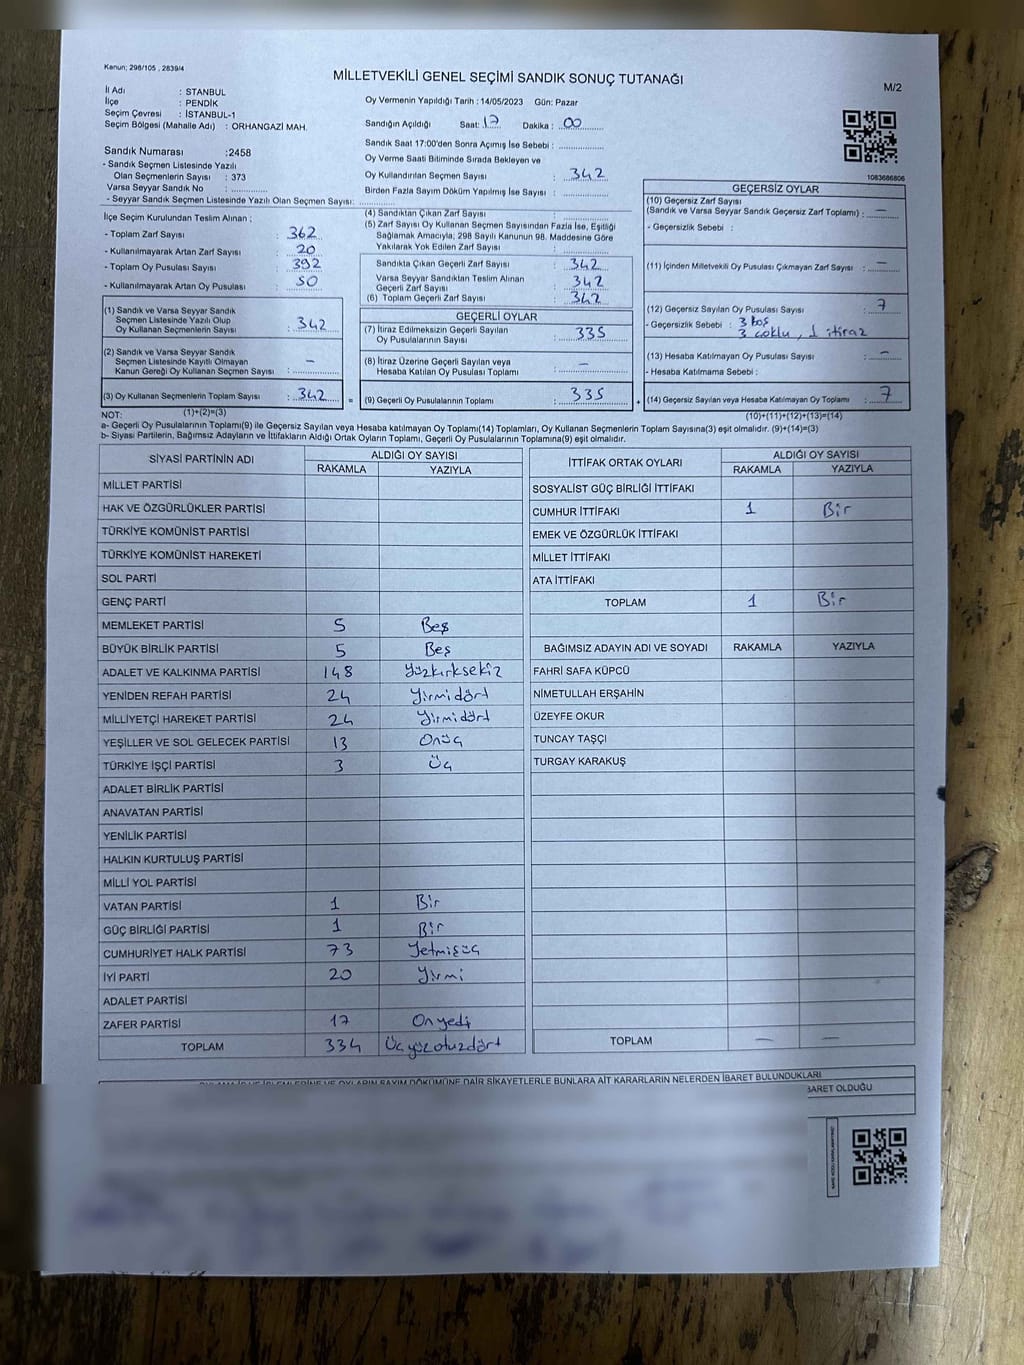 Kanun: 298/105 , 2839/4
MİLLETVEKİLİ GENEL SEÇİMİ SANDIK SONUÇ TUTANAĞI
M/2
İl Adı : STANBUL
İlçe : PENDİK
Seçim Çevresi : İSTANBUL-1
Seçim Bölgesi (Mahalle Adı) : ORHANGAZİ MAH.
Oy Vermenin Yapıldığı Tarih : 14/05/2023 Gün: Pazar
Sandığın Açıldığı Saat: 17 Dakika : 00
Sandık Saat 17:00'den Sonra Açımış İse Sebebi :
Oy Verme Saati Bitiminde Sırada Bekleyen ve
Oy Kullandırılan Seçmen Sayısı : 342
Birden Fazla Sayım Döküm Yapılmış İse Sayısı :
Sandık Numarası :2458
- Sandık Seçmen Listesinde Yazılı
Olan Seçmenlerin Sayısı : 373
Varsa Seyyar Sandık No :
- Seyyar Sandık Seçmen Listesinde Yazılı Olan Seçmen Sayısı:
1083686806
İlçe Seçim Kurulundan Teslim Alınan ;
- Toplam Zarf Sayısı : 362
- Kullanılmayarak Artan Zarf Sayısı : 20
- Toplam Oy Pusulası Sayısı : 392
- Kullanılmayarak Artan Oy Pusulası : 50
(1) Sandık ve Varsa Seyyar Sandık
Seçmen Listesinde Yazılı Olup
Oy Kullanan Seçmenlerin Sayısı : 342
(2) Sandık ve Varsa Seyyar Sandık
Seçmen Listesinde Kayıtlı Olmayan
Kanun Gereği Oy Kullanan Seçmen Sayısı : –
(3) Oy Kullanan Seçmenlerin Toplam Sayısı : 342 =
(1)+(2)=(3)
(4) Sandıktan Çıkan Zarf Sayısı :
(5) Zarf Sayısı Oy Kullanan Seçmen Sayısından Fazla İse, Eşitliği
Sağlamak Amacıyla; 298 Sayılı Kanunun 98. Maddesine Göre
Yakılarak Yok Edilen Zarf Sayısı :
Sandıkta Çıkan Geçerli Zarf Sayısı : 342
Varsa Seyyar Sandıktan Teslim Alınan
Geçerli Zarf Sayısı : 342
(6) Toplam Geçerli Zarf Sayısı : 342
GEÇERLİ OYLAR
(7) İtiraz Edilmeksizin Geçerli Sayılan
Oy Pusulalarının Sayısı : 335
(8) İtiraz Üzerine Geçerli Sayılan veya
Hesaba Katılan Oy Pusulası Toplamı : –
(9) Geçerli Oy Pusulalarının Toplamı : 335 +
GEÇERSİZ OYLAR
(10) Geçersiz Zarf Sayısı
(Sandık ve Varsa Seyyar Sandık Geçersiz Zarf Toplamı) : –
- Geçersizlik Sebebi :
(11) İçinden Milletvekili Oy Pusulası Çıkmayan Zarf Sayısı : –
(12) Geçersiz Sayılan Oy Pusulası Sayısı : 7
- Geçersizlik Sebebi : 3 boş
3 çoklu, 1 itiraz
(13) Hesaba Katılmayan Oy Pusulası Sayısı : –
- Hesaba Katılmama Sebebi :
(14) Geçersiz Sayılan veya Hesaba Katılmayan Oy Toplamı : 7
(10)+(11)+(12)+(13)=(14)
NOT:
a- Geçerli Oy Pusulalarının Toplamı(9) ile Geçersiz Sayılan veya Hesaba katılmayan Oy Toplamı(14) Toplamları, Oy Kullanan Seçmenlerin Toplam Sayısına(3) eşit olmalıdır. (9)+(14)=(3)
b- Siyasi Partilerin, Bağımsız Adayların ve İttifakların Aldığı Ortak Oyların Toplamı, Geçerli Oy Pusulalarının Toplamına(9) eşit olmalıdır.
SİYASİ PARTİNİN ADI ALDIĞI OY SAYISI
RAKAMLA YAZIYLA
MİLLET PARTİSİ
HAK VE ÖZGÜRLÜKLER PARTİSİ
TÜRKİYE KOMÜNİST PARTİSİ
TÜRKİYE KOMÜNİST HAREKETİ
SOL PARTİ
GENÇ PARTİ
MEMLEKET PARTİSİ 5 Beş
BÜYÜK BİRLİK PARTİSİ 5 Beş
ADALET VE KALKINMA PARTİSİ 148 Yüzkırksekiz
YENİDEN REFAH PARTİSİ 24 Yirmidört
MİLLİYETÇİ HAREKET PARTİSİ 24 Yirmidört
YEŞİLLER VE SOL GELECEK PARTİSİ 13 Onüç
TÜRKİYE İŞÇİ PARTİSİ 3 Üç
ADALET BİRLİK PARTİSİ
ANAVATAN PARTİSİ
YENİLİK PARTİSİ
HALKIN KURTULUŞ PARTİSİ
MİLLİ YOL PARTİSİ
VATAN PARTİSİ 1 Bir
GÜÇ BİRLİĞİ PARTİSİ 1 Bir
CUMHURİYET HALK PARTİSİ 73 Yetmişüç
İYİ PARTİ 20 Yirmi
ADALET PARTİSİ
ZAFER PARTİSİ 17 Onyedi
TOPLAM 334 Üçyüzotuzdört
İTTİFAK ORTAK OYLARI ALDIĞI OY SAYISI
RAKAMLA YAZIYLA
SOSYALİST GÜÇ BİRLİĞİ İTTİFAKI
CUMHUR İTTİFAKI 1 Bir
EMEK VE ÖZGÜRLÜK İTTİFAKI
MİLLET İTTİFAKI
ATA İTTİFAKI
TOPLAM 1 Bir
BAĞIMSIZ ADAYIN ADI VE SOYADI RAKAMLA YAZIYLA
FAHRİ SAFA KÜPCÜ
NİMETULLAH ERŞAHİN
ÜZEYFE OKUR
TUNCAY TAŞÇI
TURGAY KARAKUŞ
TOPLAM – –
SAYIM DÖKÜMÜNE DAİR ŞİKAYETLERLE BUNLARA AİT KARARLARIN NELERDEN İBARET BULUNDUKLARI
BARET OLDUĞU